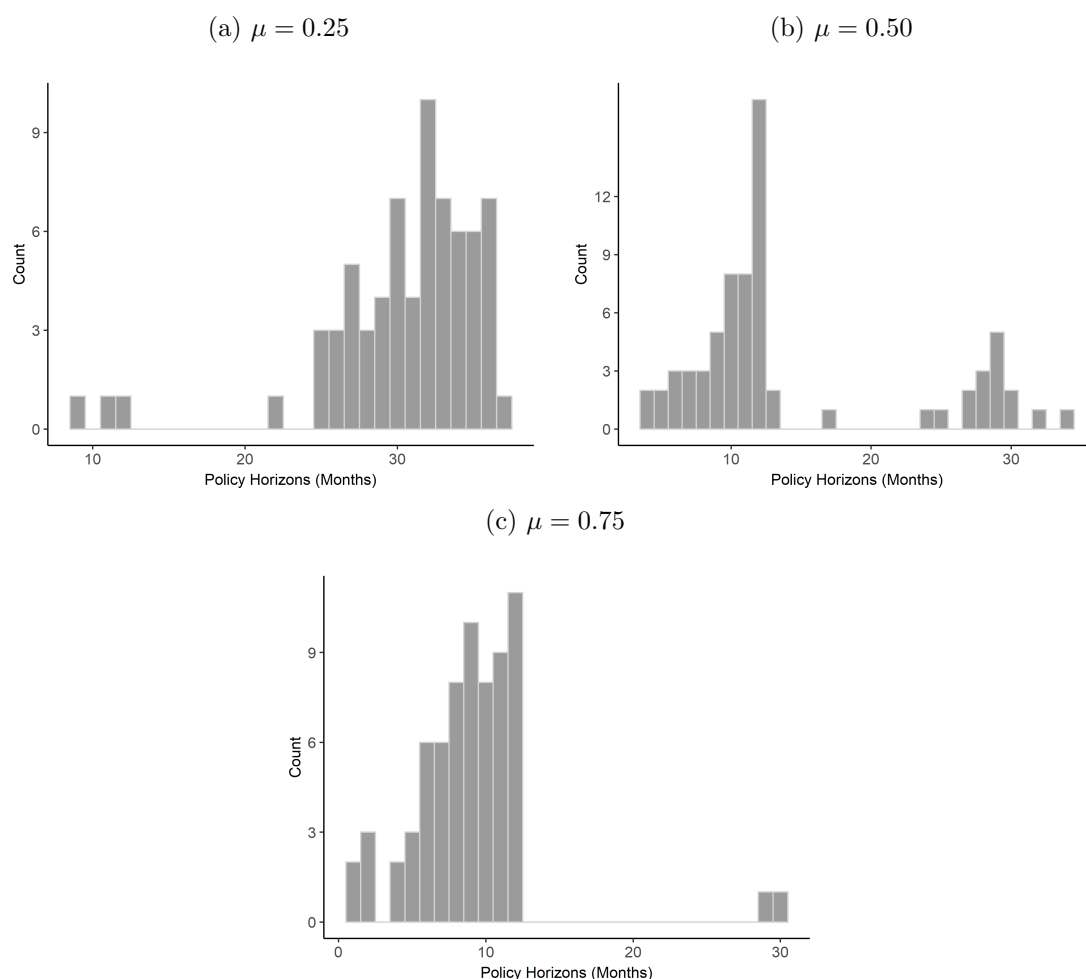 (a) μ = 0.25
(b) μ = 0.50
9
6
3
0
Count
10 20 30
Policy Horizons (Months)
12
9
6
3
0
Count
10 20 30
Policy Horizons (Months)
(c) μ = 0.75
9
6
3
0
Count
0 10 20 30
Policy Horizons (Months)